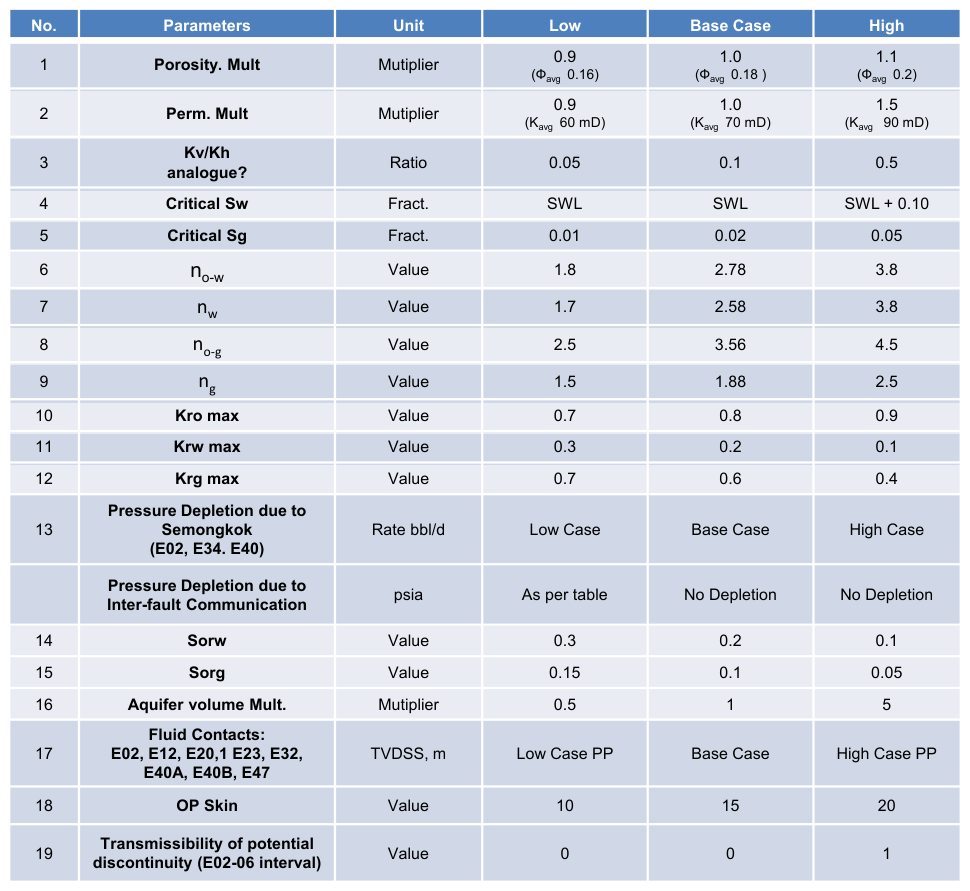 No. Parameters Unit Low Base Case High
1 Porosity. Mult Mutiplier 0.9 1.0 1.1
(Φavg 0.16) (Φavg 0.18 ) (Φavg 0.2)
2 Perm. Mult Mutiplier 0.9 1.0 1.5
(Kavg 60 mD) (Kavg 70 mD) (Kavg 90 mD)
3 Kv/Kh
analogue? Ratio 0.05 0.1 0.5
4 Critical Sw Fract. SWL SWL SWL + 0.10
5 Critical Sg Fract. 0.01 0.02 0.05
6 no-w Value 1.8 2.78 3.8
7 nw Value 1.7 2.58 3.8
8 no-g Value 2.5 3.56 4.5
9 ng Value 1.5 1.88 2.5
10 Kro max Value 0.7 0.8 0.9
11 Krw max Value 0.3 0.2 0.1
12 Krg max Value 0.7 0.6 0.4
13 Pressure Depletion due to
Semongkok
(E02, E34. E40) Rate bbl/d Low Case Base Case High Case
Pressure Depletion due to
Inter-fault Communication psia As per table No Depletion No Depletion
14 Sorw Value 0.3 0.2 0.1
15 Sorg Value 0.15 0.1 0.05
16 Aquifer volume Mult. Mutiplier 0.5 1 5
17 Fluid Contacts:
E02, E12, E20,1 E23, E32,
E40A, E40B, E47 TVDSS, m Low Case PP Base Case High Case PP
18 OP Skin Value 10 15 20
19 Transmissibility of potential
discontinuity (E02-06 interval) Value 0 0 1